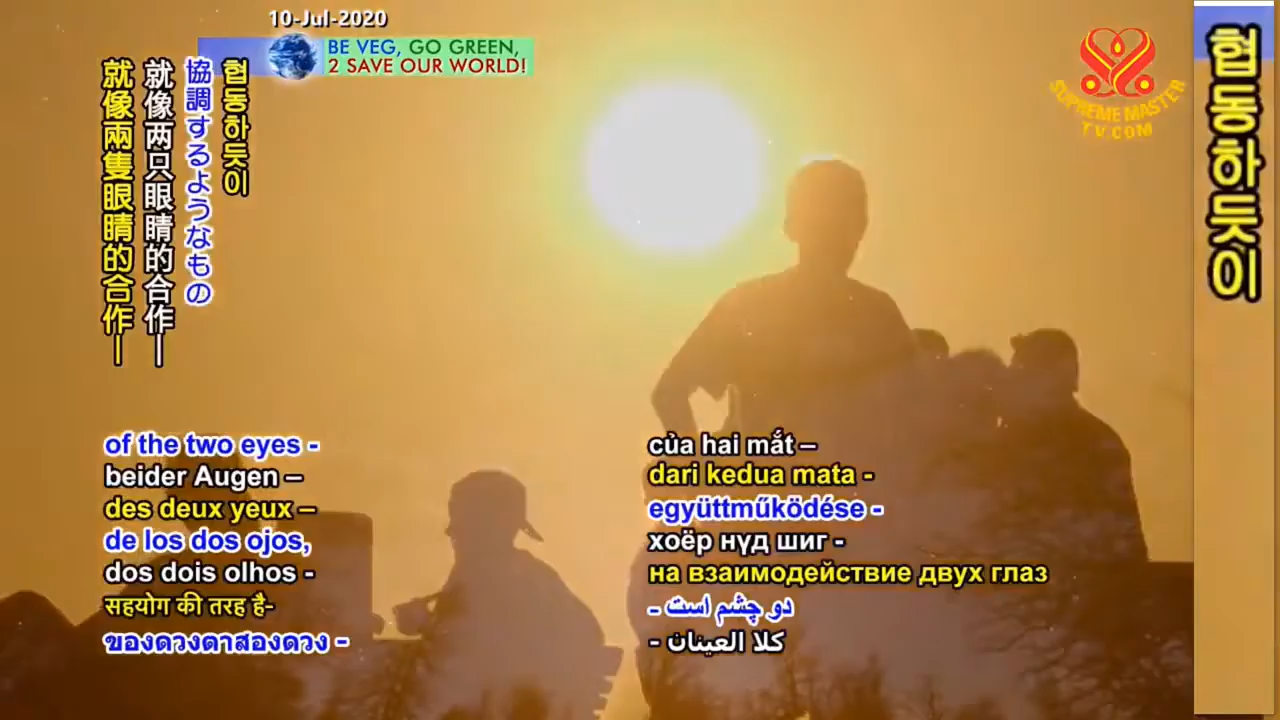 10-Jul-2020
BE VEG, GO GREEN,
2 SAVE OUR WORLD!
SUPREME MASTER
TV.COM
협동하듯이
협동하듯이
協調するようなもの
就像两只眼睛的合作—
就像兩隻眼睛的合作—
of the two eyes -
beider Augen –
des deux yeux –
de los dos ojos,
dos dois olhos -
सहयोग की तरह है-
ของดวงตาสองดวง -
của hai mắt –
dari kedua mata -
együttműködése -
хоёр нүд шиг -
на взаимодействие двух глаз
دو چشم است -
كلا العينان -